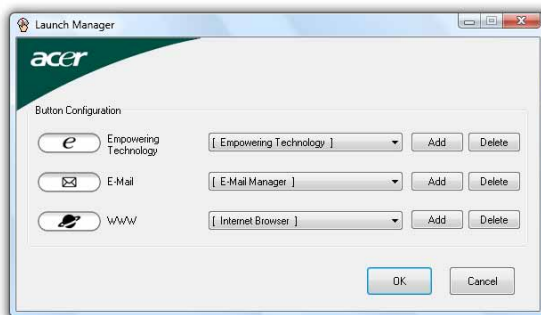 Launch Manager
acer
Button Configuration
e Empowering Technology [ Empowering Technology ] Add Delete
E-Mail [ E-Mail Manager ] Add Delete
WWW [ Internet Browser ] Add Delete
OK Cancel